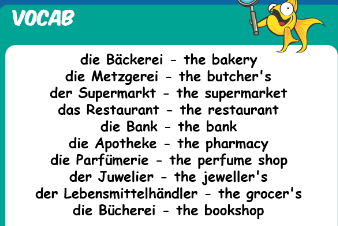 VOCAB
die Bäckerei - the bakery
die Metzgerei - the butcher's
der Supermarkt - the supermarket
das Restaurant - the restaurant
die Bank - the bank
die Apotheke - the pharmacy
die Parfümerie - the perfume shop
der Juwelier - the jeweller's
der Lebensmittelhändler - the grocer's
die Bücherei - the bookshop